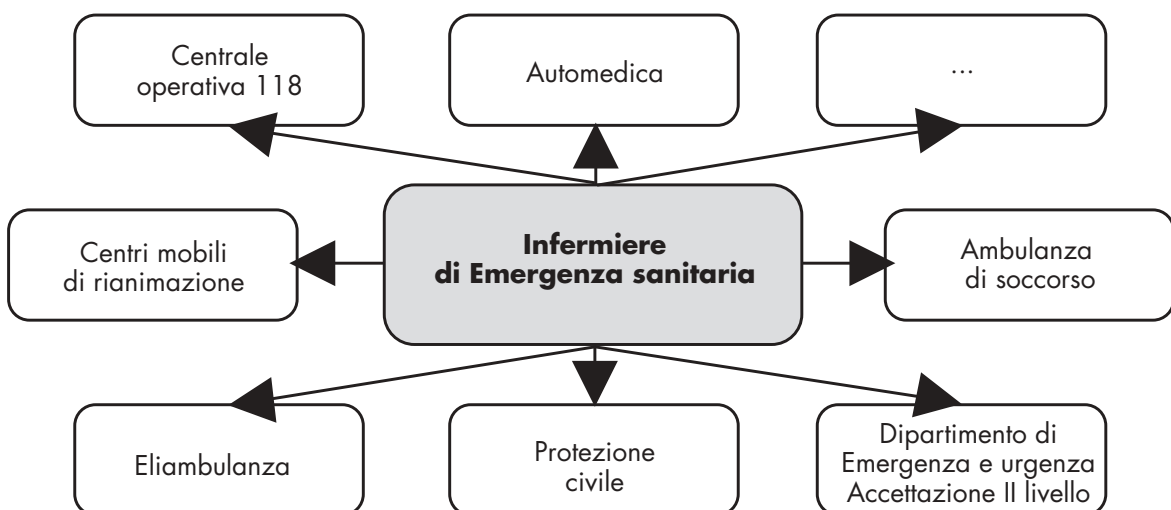 Centrale
operativa 118
Automedica
...
Centri mobili
di rianimazione
Infermiere
di Emergenza sanitaria
Ambulanza
di soccorso
Eliambulanza
Protezione
civile
Dipartimento di
Emergenza e urgenza
Accettazione II livello